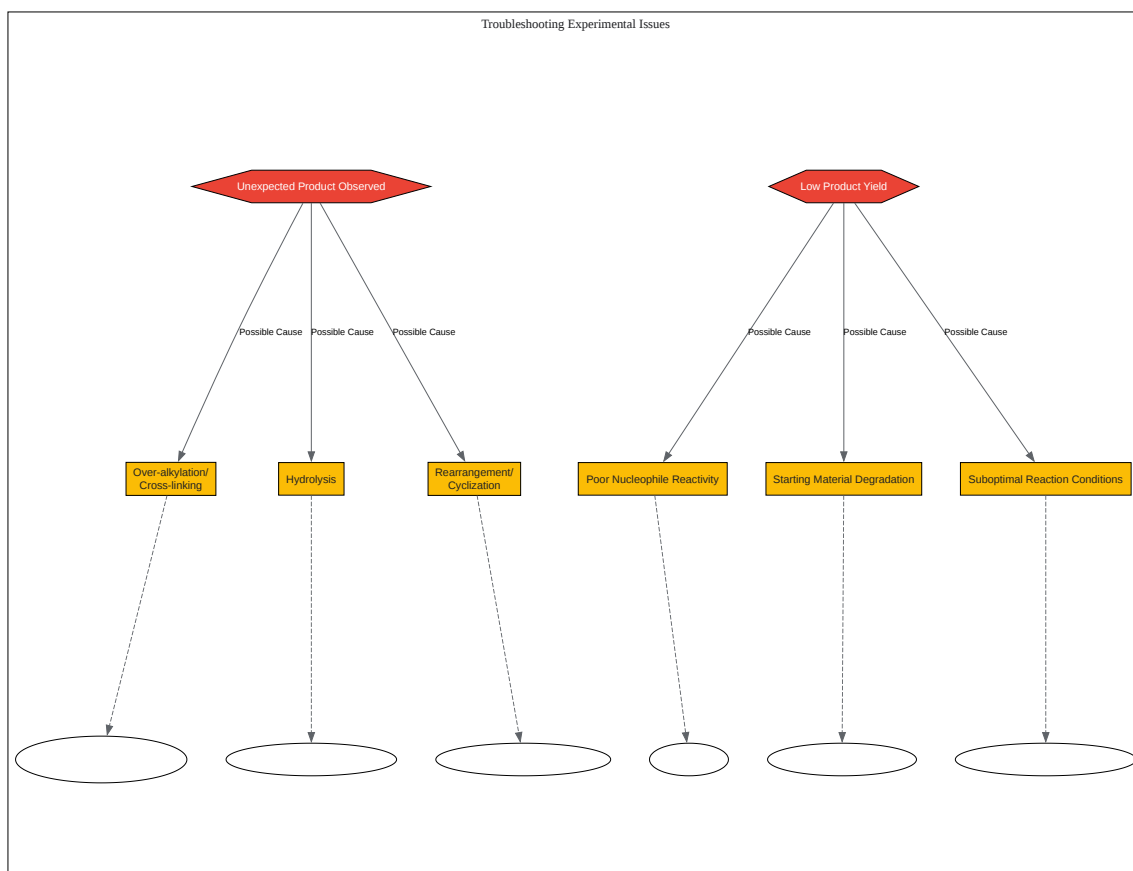 Troubleshooting Experimental Issues
Unexpected Product Observed
Low Product Yield
Possible Cause
Possible Cause
Possible Cause
Possible Cause
Possible Cause
Possible Cause
Over-alkylation/
Cross-linking
Hydrolysis
Rearrangement/
Cyclization
Poor Nucleophile Reactivity
Starting Material Degradation
Suboptimal Reaction Conditions